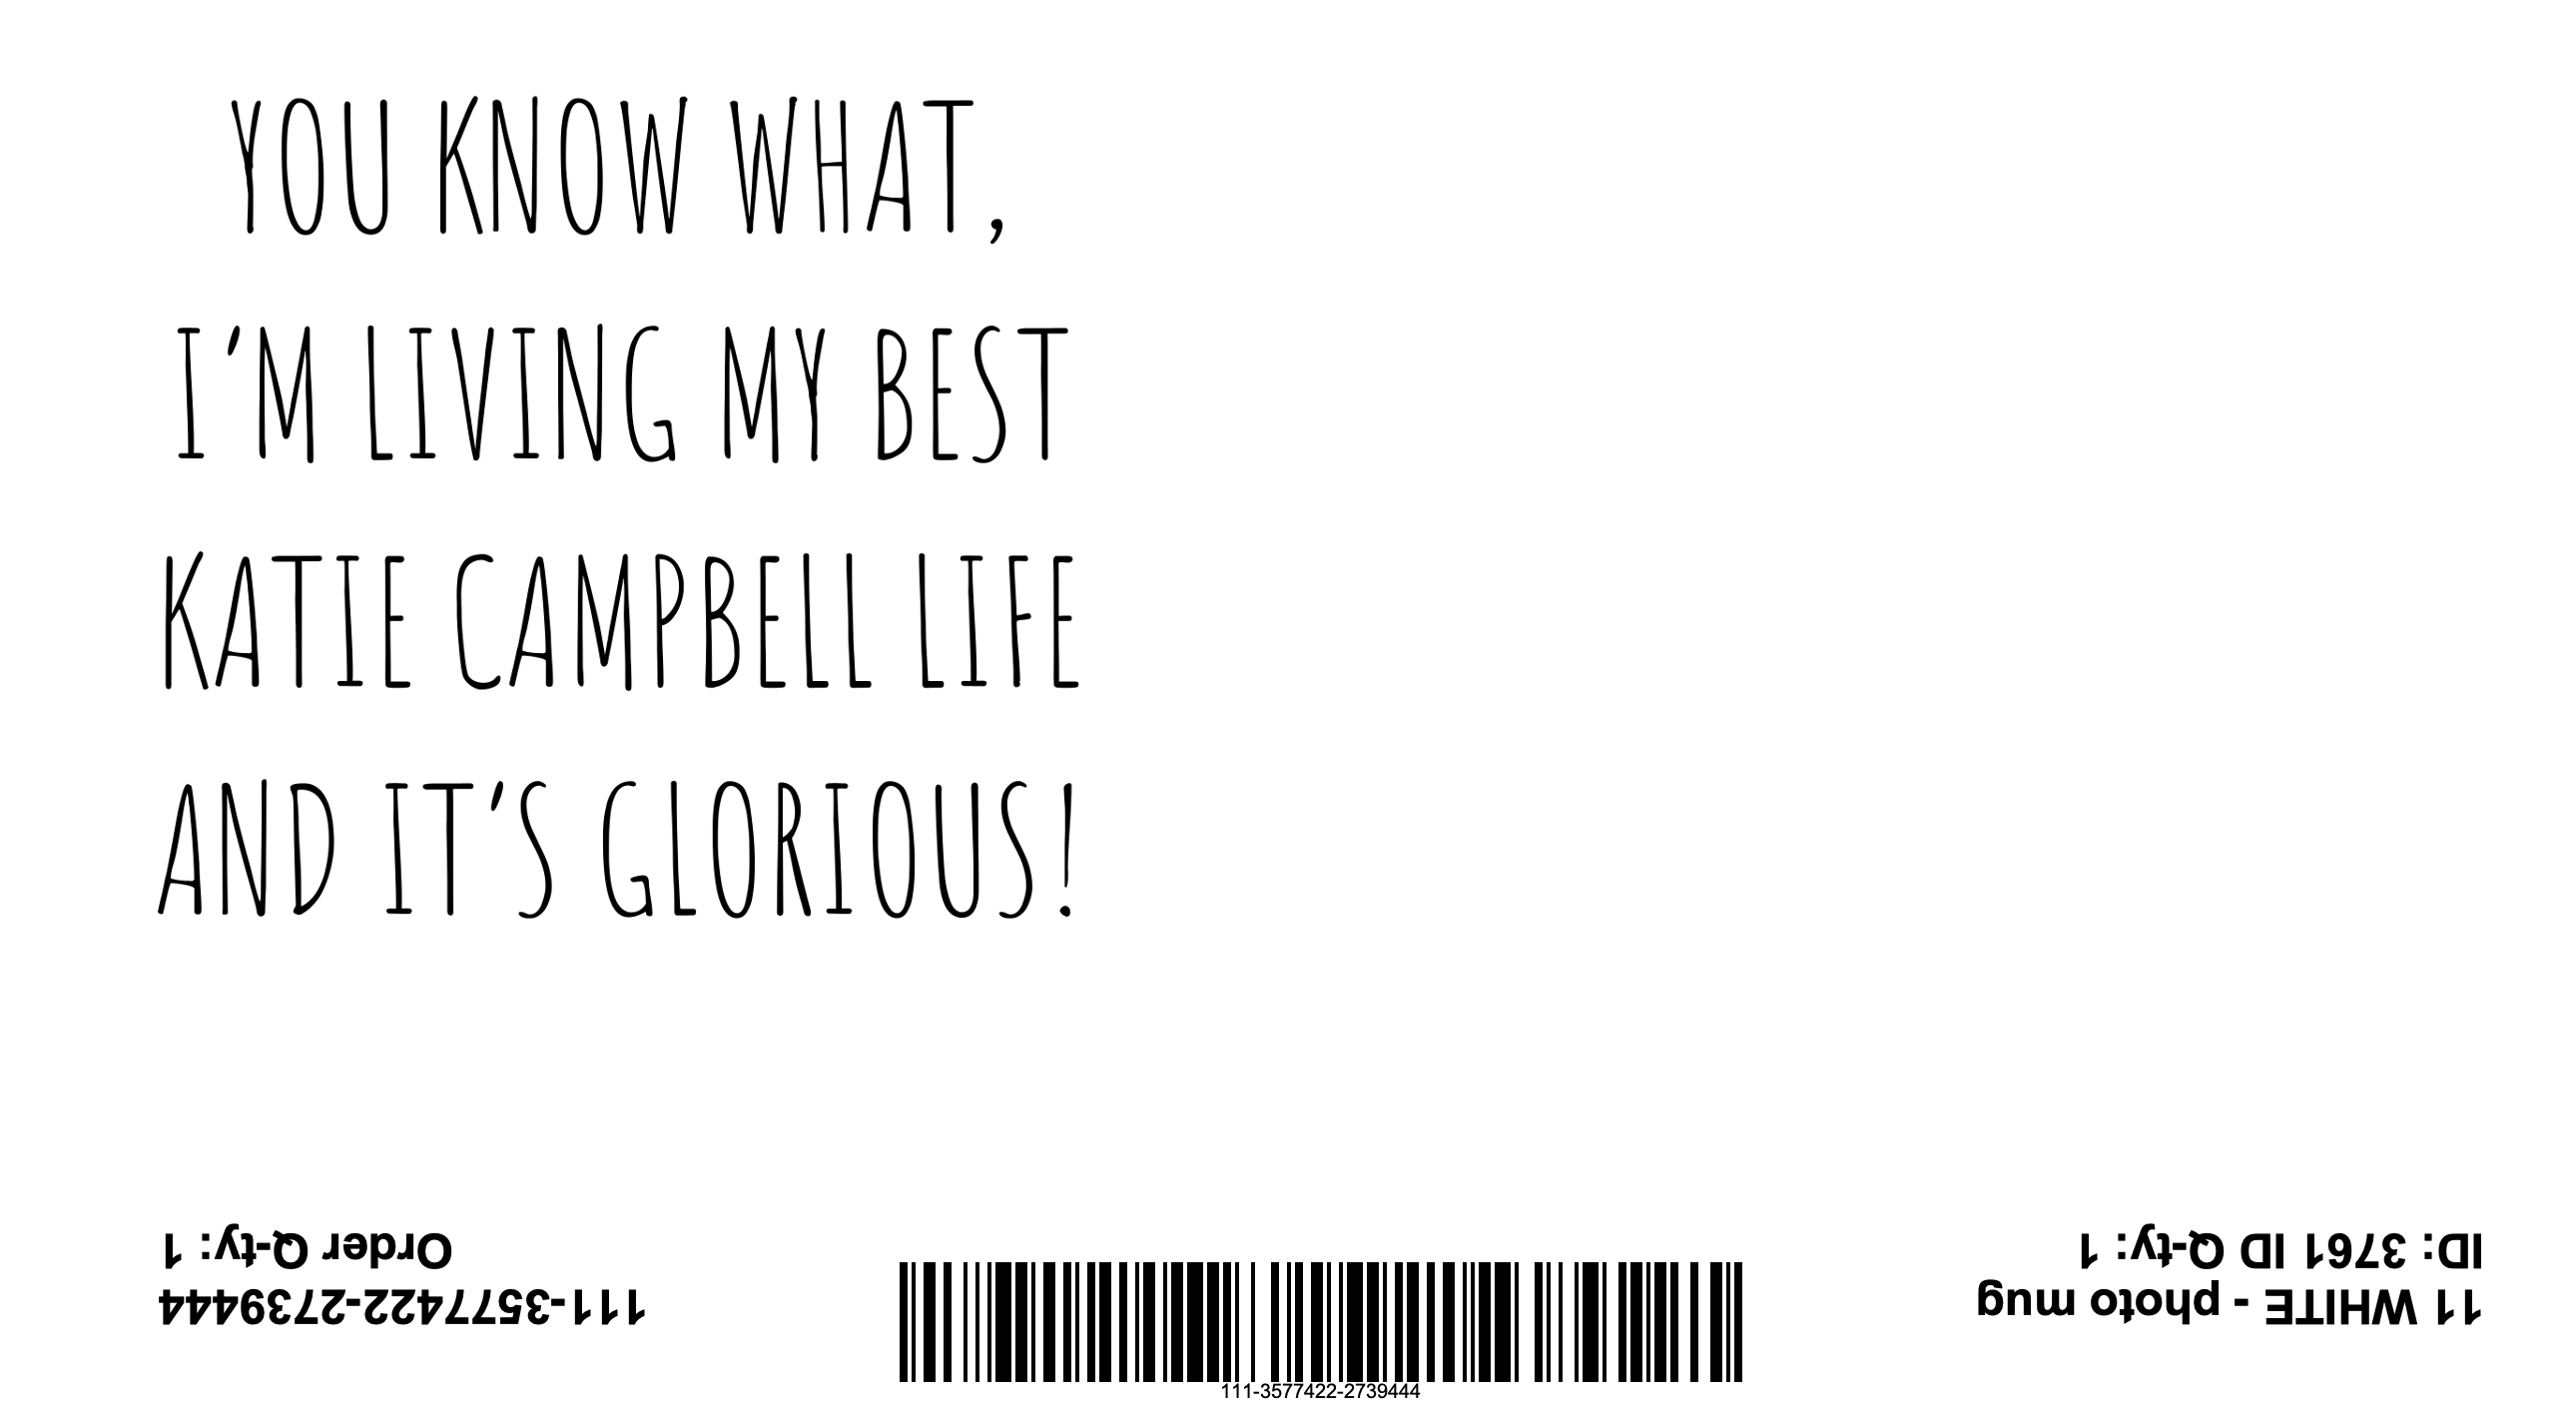 YOU KNOW WHAT,
I'M LIVING MY BEST
KATIE CAMPBELL LIFE
AND IT'S GLORIOUS!
111-3577422-2739444
Order Q-ty: 1
111-3577422-2739444
11 WHITE - photo mug
ID: 3761 ID Q-ty: 1